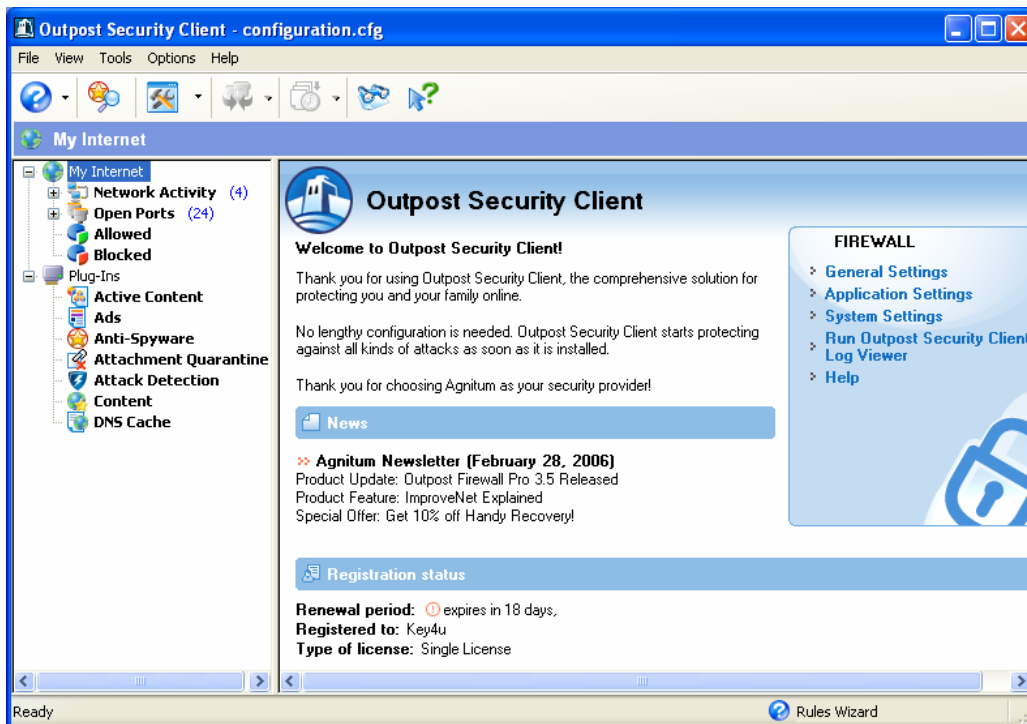 Outpost Security Client - configuration.cfg
File View Tools Options Help
My Internet
My Internet
Network Activity (4)
Open Ports (24)
Allowed
Blocked
Plug-Ins
Active Content
Ads
Anti-Spyware
Attachment Quarantine
Attack Detection
Content
DNS Cache
Outpost Security Client
Welcome to Outpost Security Client!
Thank you for using Outpost Security Client, the comprehensive solution for
protecting you and your family online.
No lengthy configuration is needed. Outpost Security Client starts protecting
against all kinds of attacks as soon as it is installed.
Thank you for choosing Agnitum as your security provider!
News
Agnitum Newsletter (February 28, 2006)
Product Update: Outpost Firewall Pro 3.5 Released
Product Feature: ImproveNet Explained
Special Offer: Get 10% off Handy Recovery!
Registration status
Renewal period: expires in 18 days,
Registered to: Key4u
Type of license: Single License
FIREWALL
General Settings
Application Settings
System Settings
Run Outpost Security Client
Log Viewer
Help
Ready
Rules Wizard